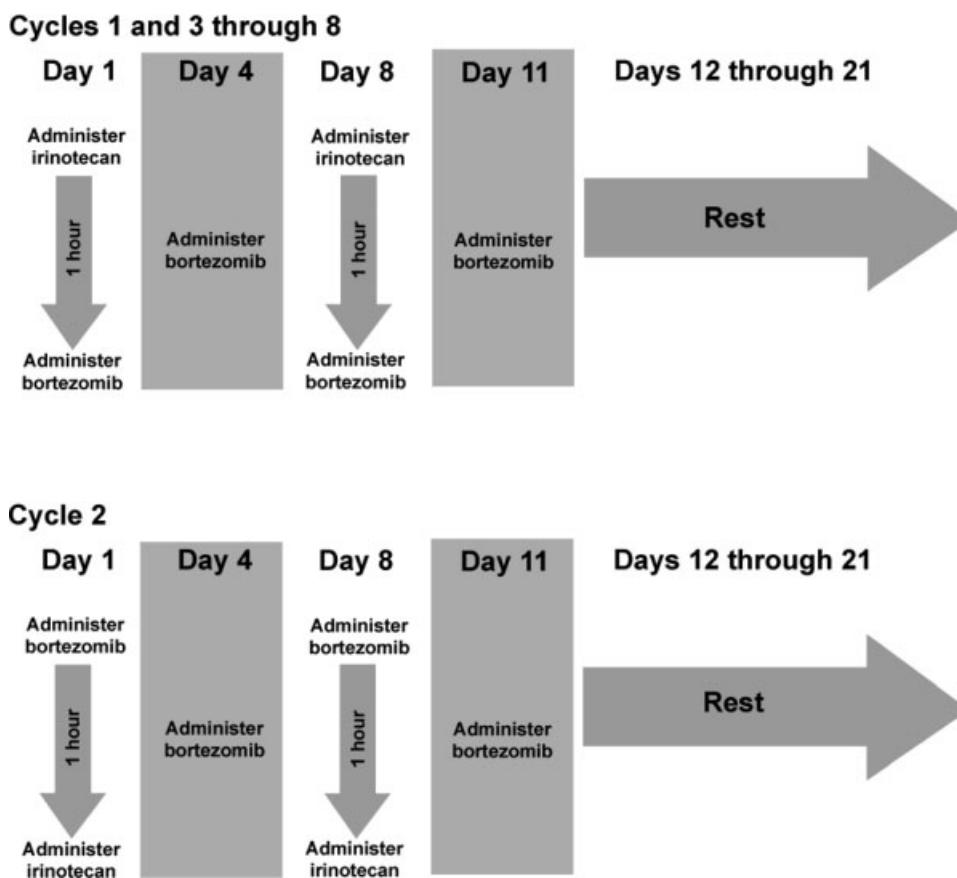 Cycles 1 and 3 through 8
Day 1
Day 4
Day 8
Day 11
Days 12 through 21
Administer
irinotecan
1 hour
Administer
bortezomib
Administer
bortezomib
Administer
irinotecan
1 hour
Administer
bortezomib
Administer
bortezomib
Rest
Cycle 2
Day 1
Day 4
Day 8
Day 11
Days 12 through 21
Administer
bortezomib
1 hour
Administer
irinotecan
Administer
bortezomib
Administer
bortezomib
1 hour
Administer
irinotecan
Administer
bortezomib
Rest